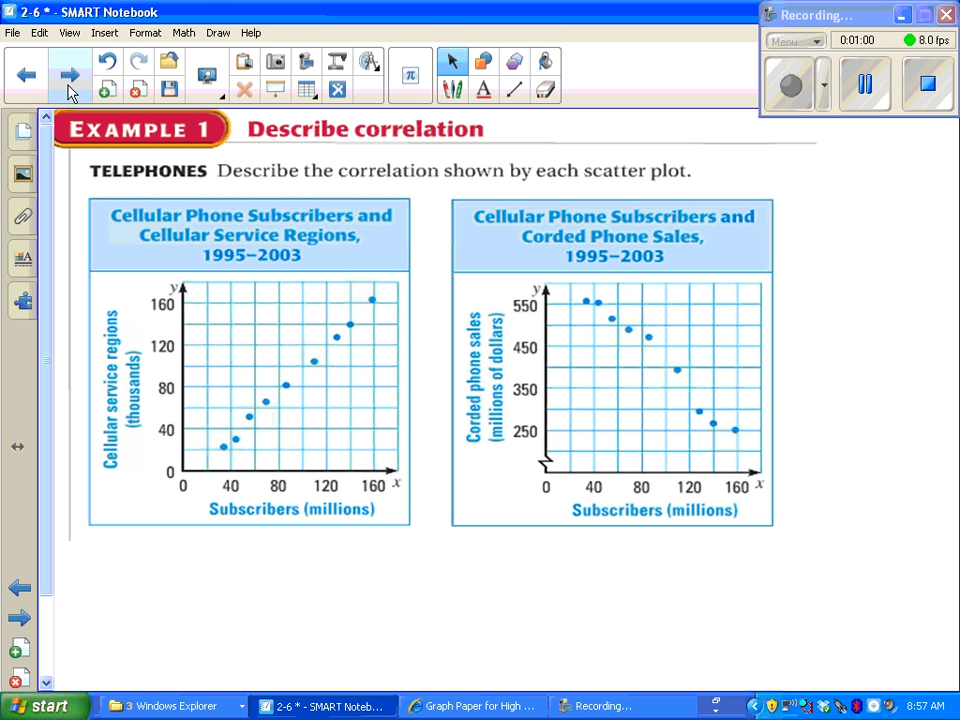 2-6 * - SMART Notebook
Recording...
File Edit View Insert Format Math Draw Help
Menu
0:01:00
8.0 fps
π
A
EXAMPLE 1 Describe correlation
TELEPHONES Describe the correlation shown by each scatter plot.
Cellular Phone Subscribers and
Cellular Service Regions,
1995–2003
y
160
120
80
40
0
Cellular service regions
(thousands)
0 40 80 120 160 x
Subscribers (millions)
Cellular Phone Subscribers and
Corded Phone Sales,
1995–2003
y
550
450
350
250
Corded phone sales
(millions of dollars)
0 40 80 120 160 x
Subscribers (millions)
start
3 Windows Explorer
2-6 * - SMART Noteb...
Graph Paper for High ...
Recording...
8:57 AM